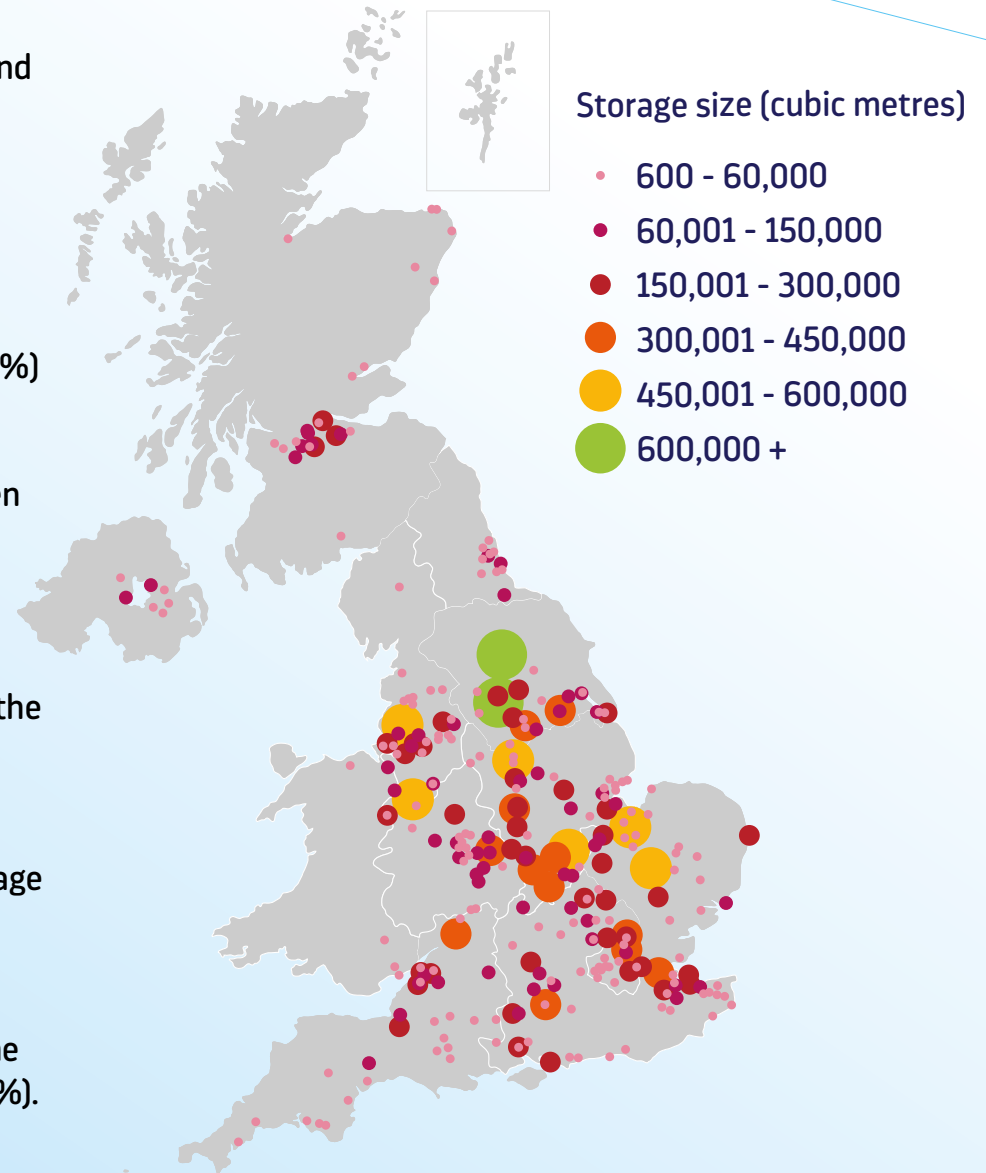 nd
%)
en
the
age
ne
%).
Storage size (cubic metres)
600 - 60,000
60,001 - 150,000
150,001 - 300,000
300,001 - 450,000
450,001 - 600,000
600,000 +